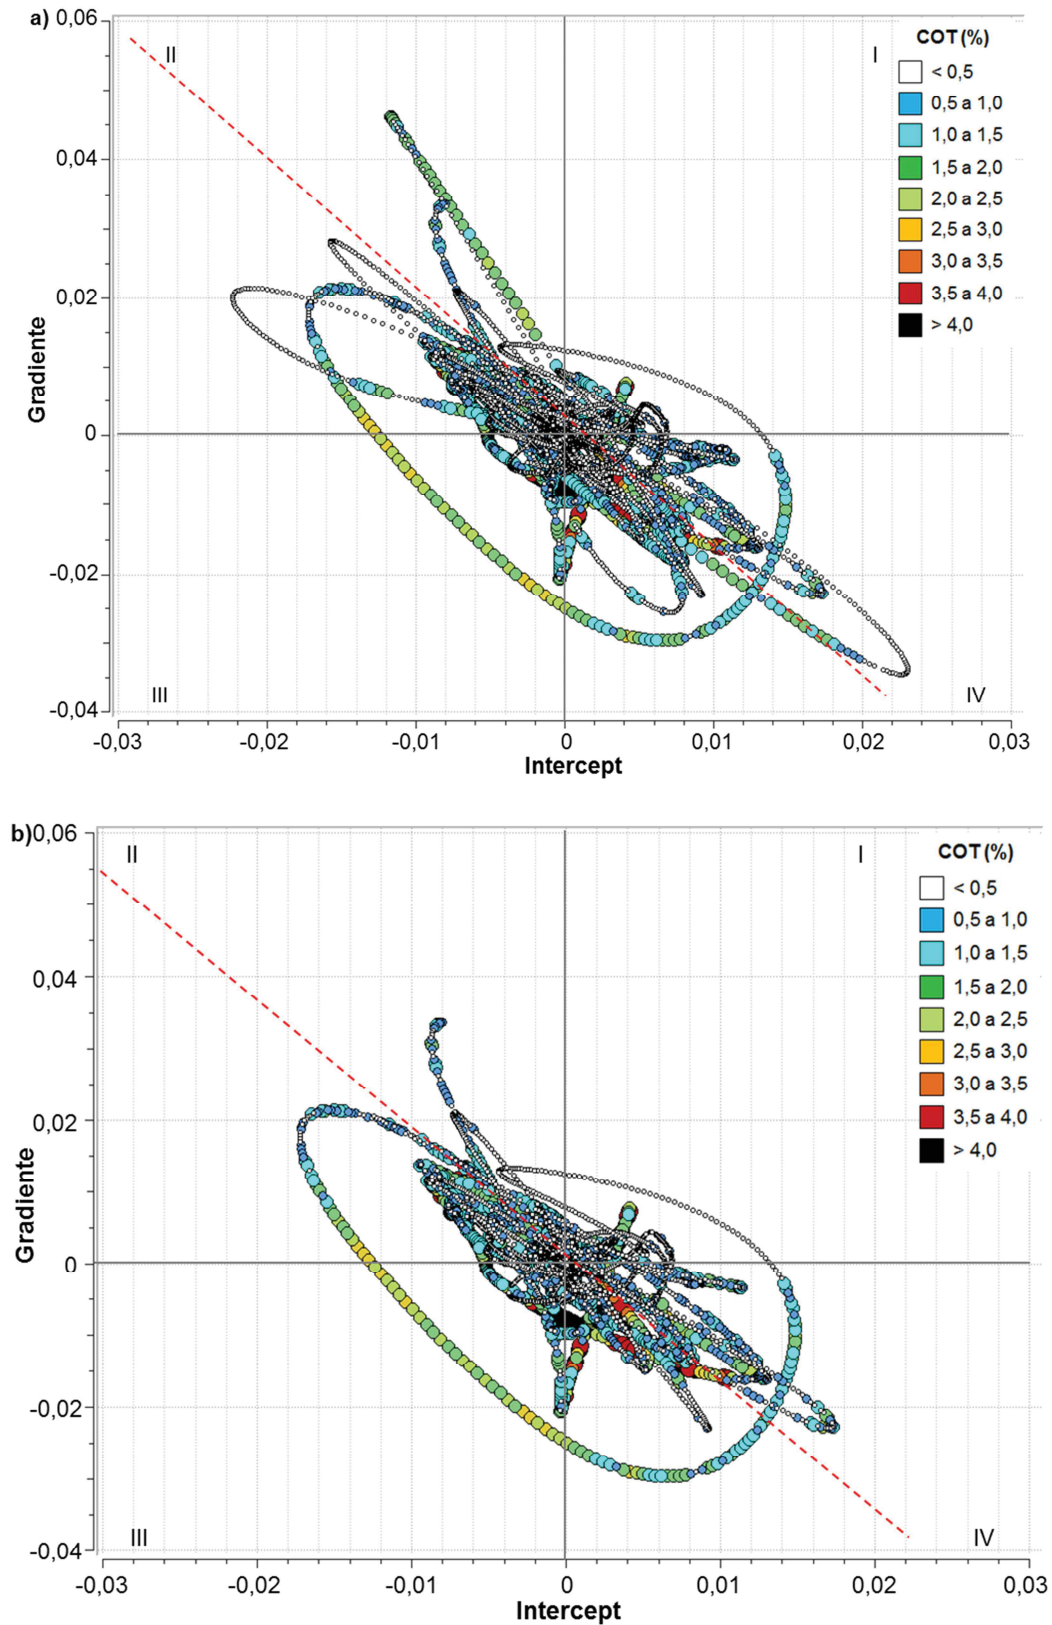 a) 0,06
II
I
COT (%)
< 0,5
0,5 a 1,0
1,0 a 1,5
1,5 a 2,0
2,0 a 2,5
2,5 a 3,0
3,0 a 3,5
3,5 a 4,0
> 4,0
0,04
0,02
0
-0,02
-0,04
Gradiente
III
IV
-0,03 -0,02 -0,01 0 0,01 0,02 0,03
Intercept
b) 0,06
II
I
COT (%)
< 0,5
0,5 a 1,0
1,0 a 1,5
1,5 a 2,0
2,0 a 2,5
2,5 a 3,0
3,0 a 3,5
3,5 a 4,0
> 4,0
0,04
0,02
0
-0,02
-0,04
Gradiente
III
IV
-0,03 -0,02 -0,01 0 0,01 0,02 0,03
Intercept